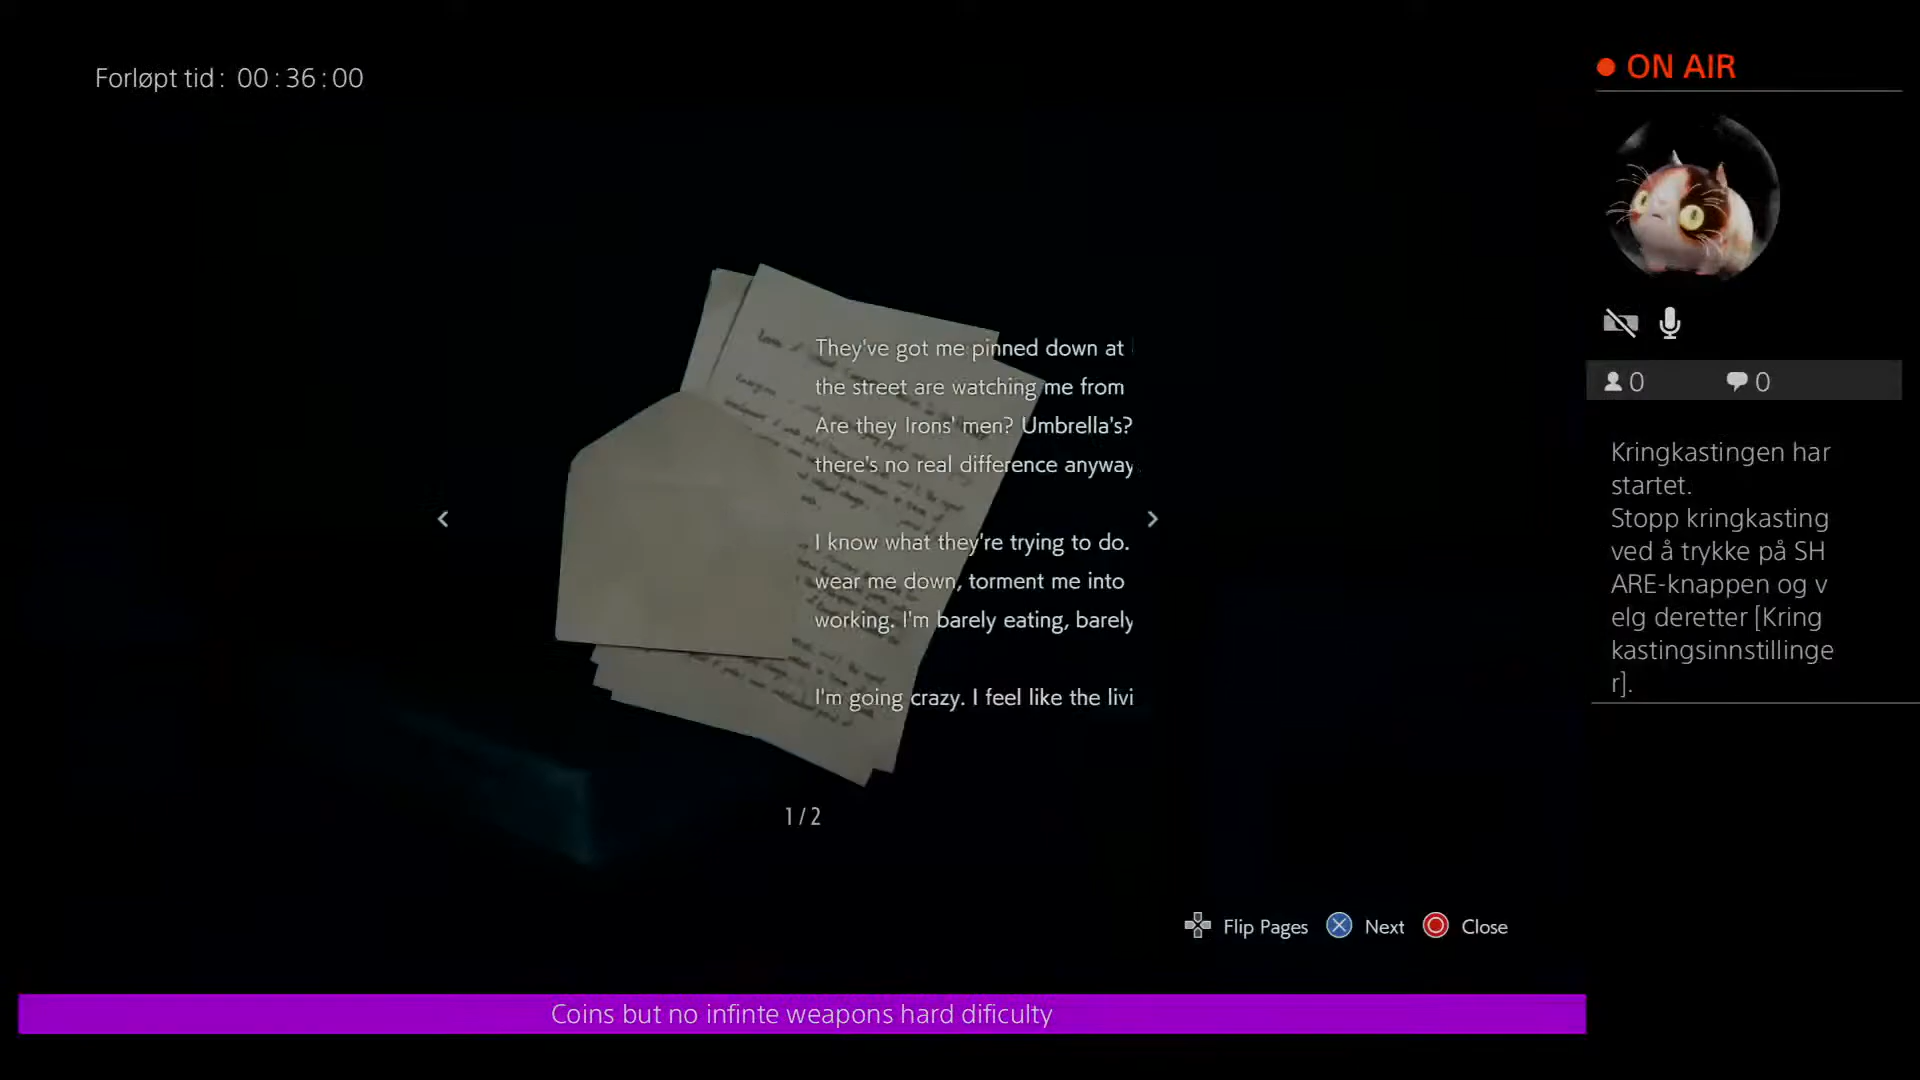 Forløpt tid: 00:36:00
ON AIR
0 0
They've got me pinned down at
the street are watching me from
Are they Irons' men? Umbrella's?
there's no real difference anyway
I know what they're trying to do.
wear me down, torment me into
working. I'm barely eating, barely
I'm going crazy. I feel like the livi
1/2
Flip Pages Next Close
Kringkastingen har
startet.
Stopp kringkasting
ved å trykke på SH
ARE-knappen og v
elg deretter [Kring
kastingsinnstillinge
r].
Coins but no infinte weapons hard dificulty